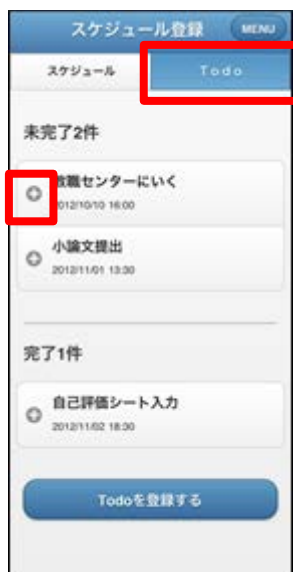 スケジュール登録 MENU
スケジュール Todo
未完了2件
教職センターにいく
2012/10/10 16:00
小論文提出
2012/11/01 13:30
完了1件
自己評価シート入力
2012/11/02 18:30
Todoを登録する